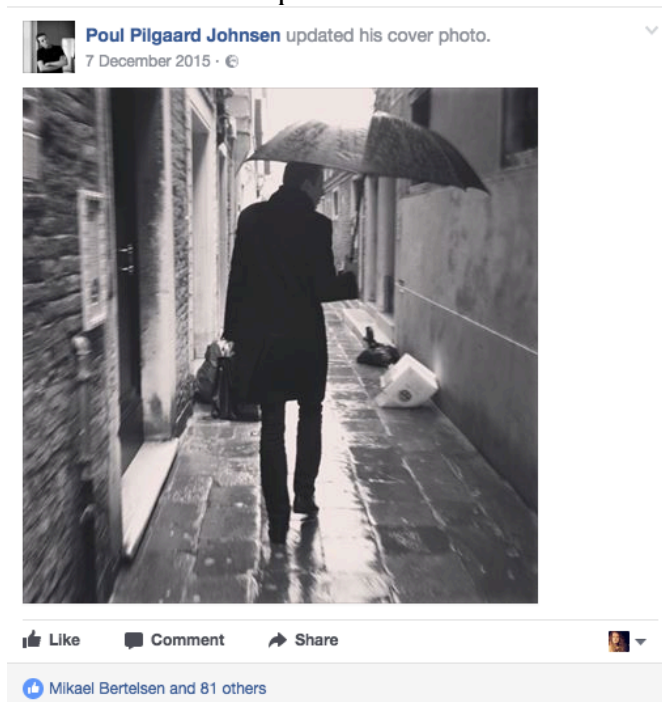 Poul Pilgaard Johnsen updated his cover photo.
7 December 2015 ·
Like Comment Share
Mikael Bertelsen and 81 others